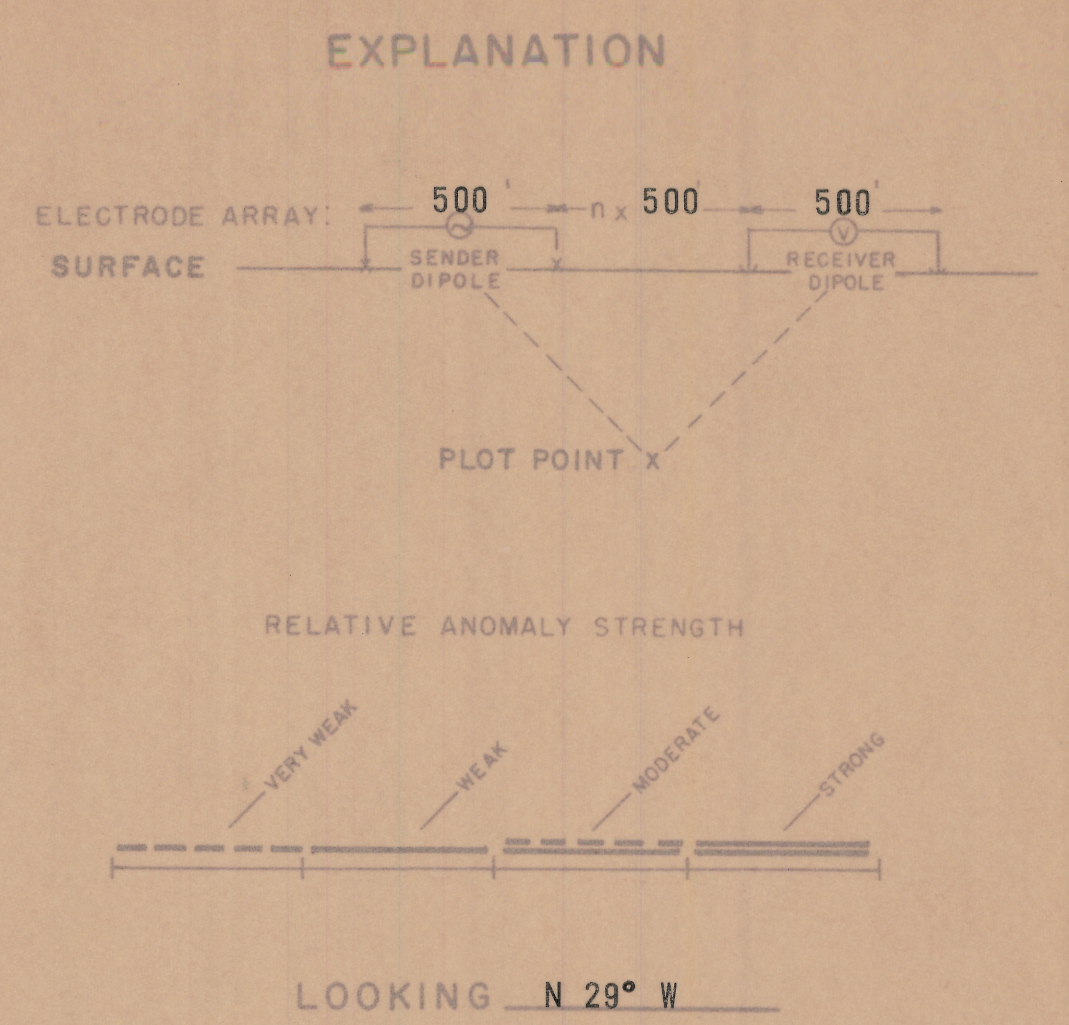 EXPLANATION
500' n x 500' 500'
ELECTRODE ARRAY:
~ V
SURFACE
SENDER DIPOLE
RECEIVER DIPOLE
PLOT POINT x
RELATIVE ANOMALY STRENGTH
VERY WEAK
WEAK
MODERATE
STRONG
LOOKING N 29° W